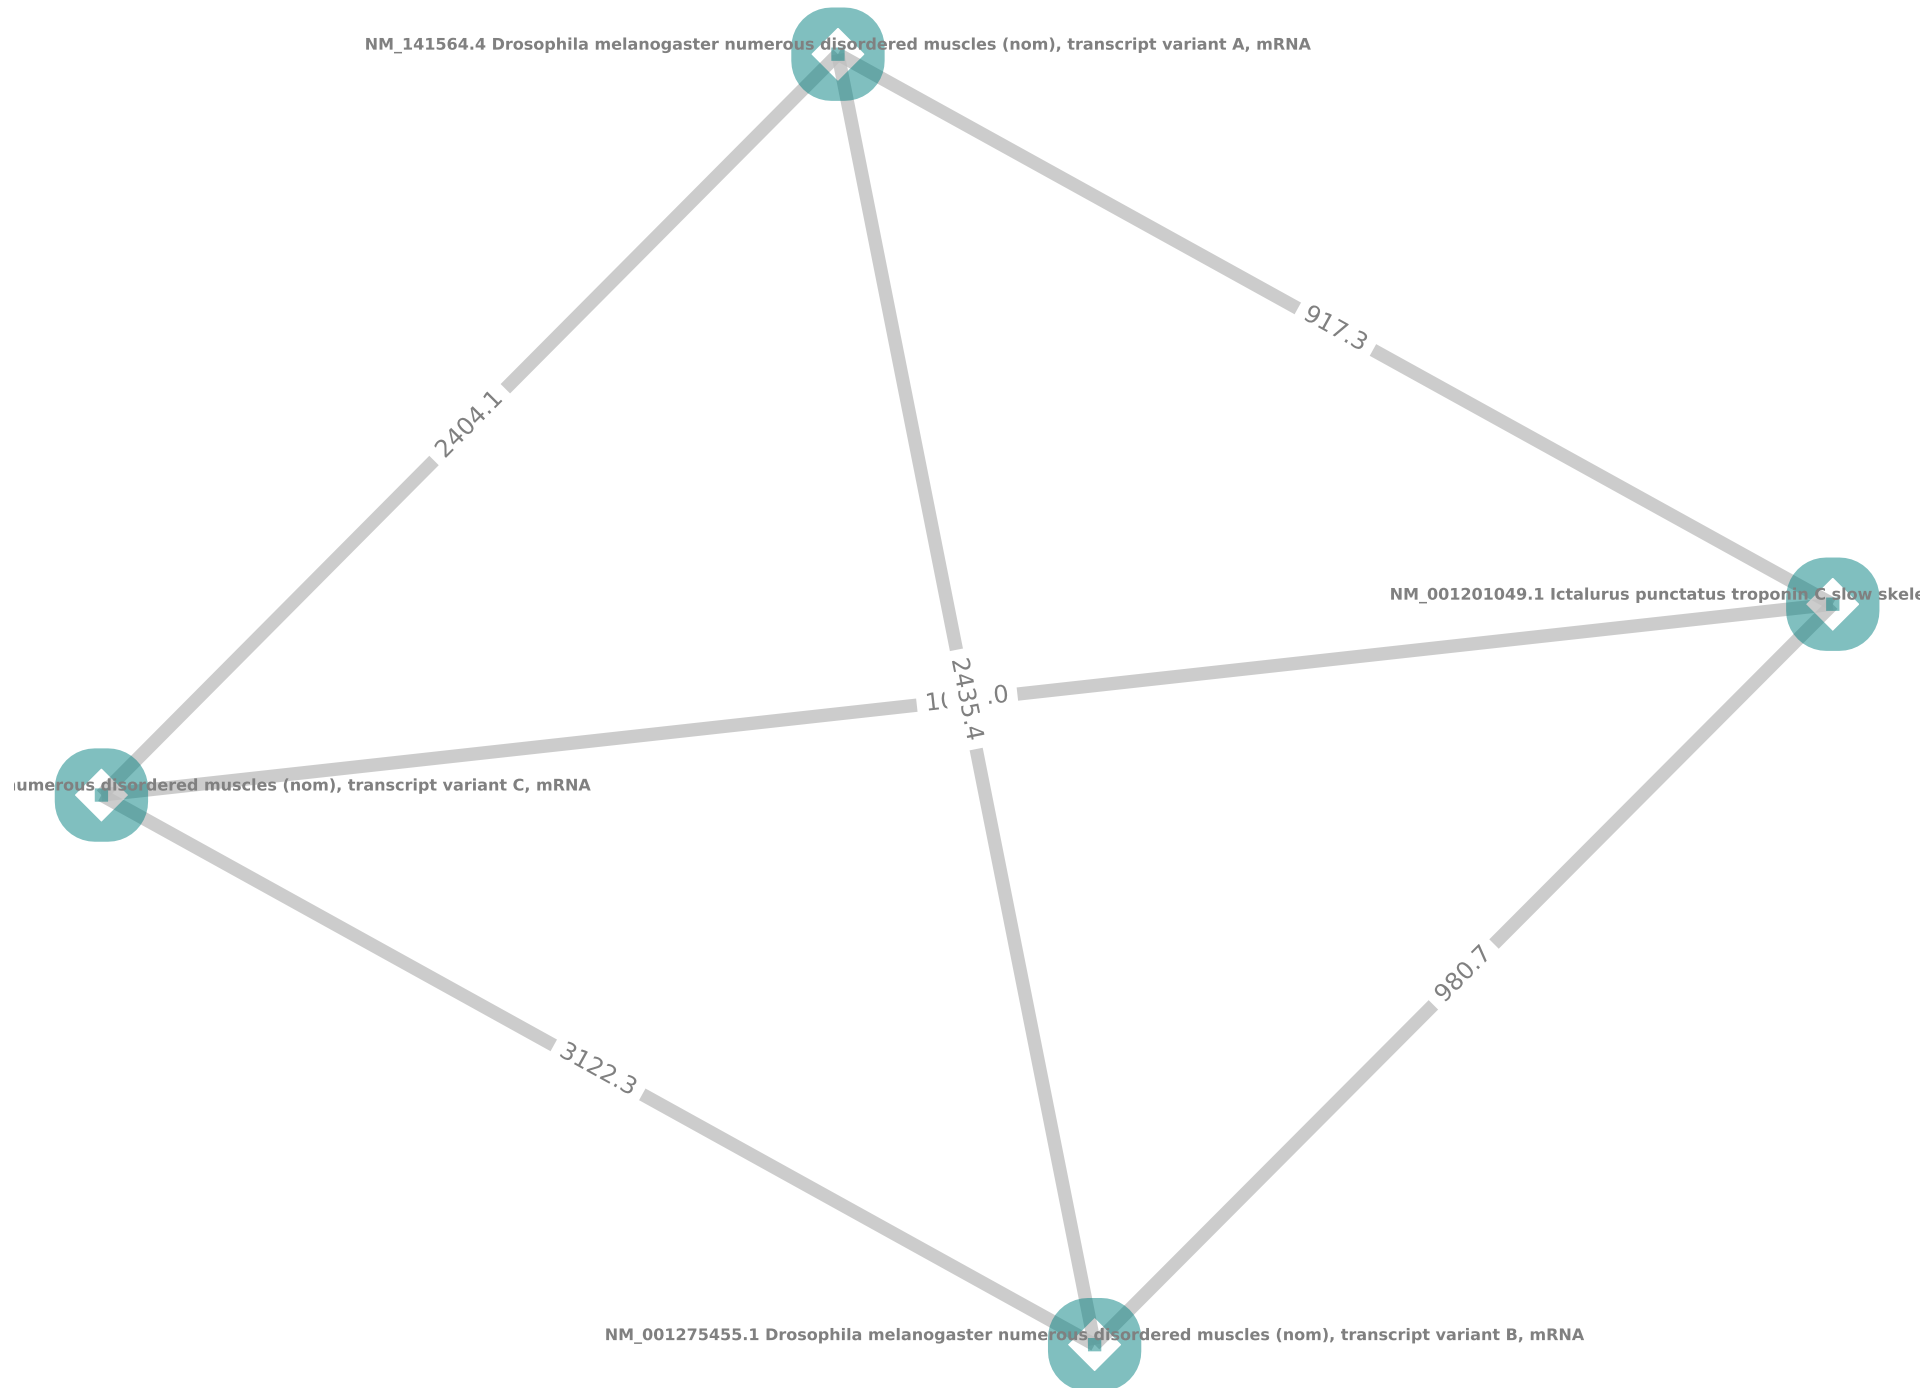 NM_141564.4 Drosophila melanogaster numerous disordered muscles (nom), transcript variant A, mRNA
917.3
2404.1
NM_001201049.1 Ictalurus punctatus troponin C slow
2435.4
disordered muscles (nom), transcript variant C, mRNA
980.7
3122.3
NM_001275455.1 Drosophila melanogaster numerous disordered muscles (nom), transcript variant B, mRNA